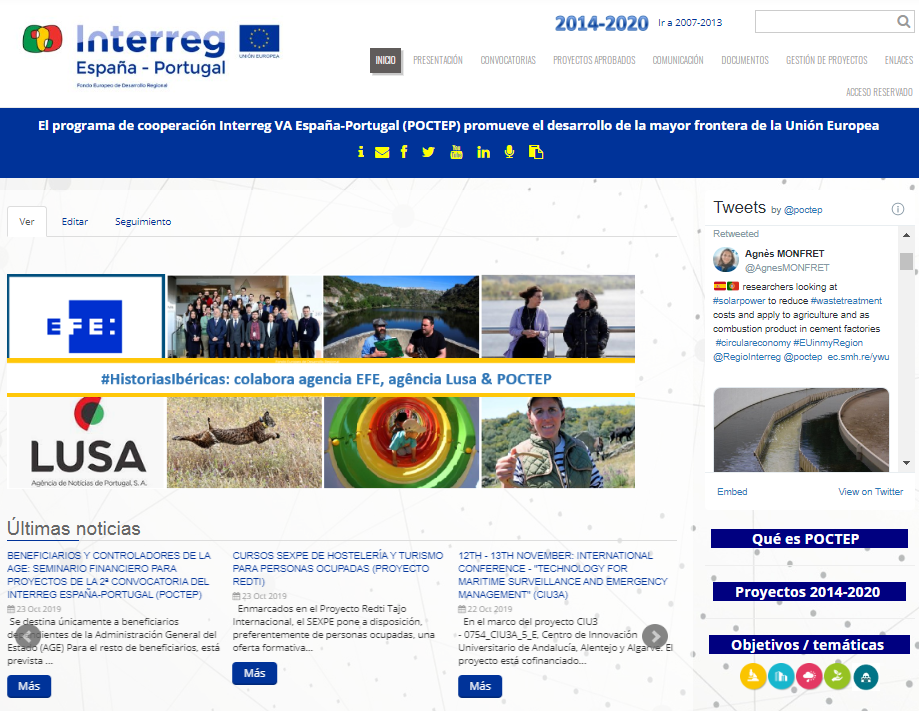 Interreg
UNIÓN EUROPEA
España - Portugal
Fondo Europeo de Desarrollo Regional
2014-2020 Ir a 2007-2013
INICIO PRESENTACIÓN CONVOCATORIAS PROYECTOS APROBADOS COMUNICACIÓN DOCUMENTOS GESTIÓN DE PROYECTOS ENLACES
ACCESO RESERVADO
El programa de cooperación Interreg VA España-Portugal (POCTEP) promueve el desarrollo de la mayor frontera de la Unión Europea
Ver Editar Seguimiento
EFE:
#HistoriasIbéricas: colabora agencia EFE, agência Lusa & POCTEP
LUSA
Agência de Notícias de Portugal, S.A.
Últimas noticias
BENEFICIARIOS Y CONTROLADORES DE LA
AGE: SEMINARIO FINANCIERO PARA
PROYECTOS DE LA 2ª CONVOCATORIA DEL
INTERREG ESPAÑA-PORTUGAL (POCTEP)
23 Oct 2019
Se destina únicamente a beneficiarios
dependientes de la Administración General del
Estado (AGE) Para el resto de beneficiarios, está
prevista ...
Más
CURSOS SEXPE DE HOSTELERÍA Y TURISMO
PARA PERSONAS OCUPADAS (PROYECTO
REDTI)
23 Oct 2019
Enmarcados en el Proyecto Redti Tajo
Internacional, el SEXPE pone a disposición,
preferentemente de personas ocupadas, una
oferta formativa...
Más
12TH - 13TH NOVEMBER: INTERNATIONAL
CONFERENCE - "TECHNOLOGY FOR
MARITIME SURVEILLANCE AND EMERGENCY
MANAGEMENT" (CIU3A)
22 Oct 2019
En el marco del proyecto CIU3
- 0754_CIU3A_5_E, Centro de Innovación
Universitario de Andalucía, Alentejo y Algarve. El
proyecto está cofinanciado...
Más
Tweets by @poctep
Retweeted
Agnès MONFRET
@AgnesMONFRET
researchers looking at
#solarpower to reduce #wastetreatment
costs and apply to agriculture and as
combustion product in cement factories
#circulareconomy #EUinmyRegion
@RegioInterreg @poctep ec.smh.re/ywu
Embed View on Twitter
Qué es POCTEP
Proyectos 2014-2020
Objetivos / temáticas